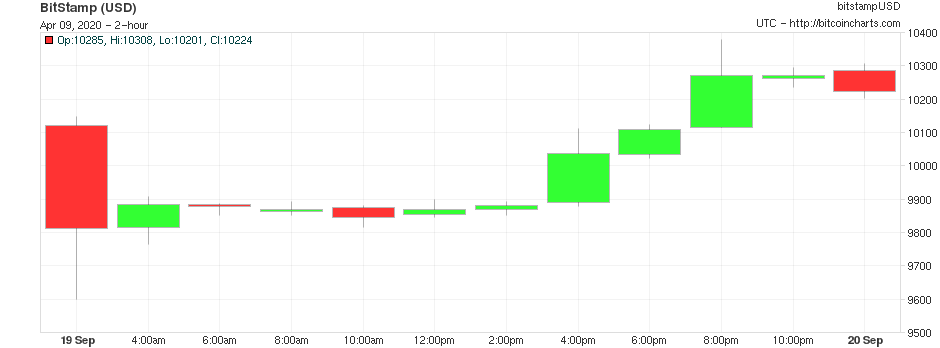 BitStamp (USD)
bitstampUSD
Apr 09, 2020 - 2-hour
UTC - http://bitcoincharts.com
Op:10285, Hi:10308, Lo:10201, Cl:10224
10400
10300
10200
10100
10000
9900
9800
9700
9600
9500
19 Sep 4:00am 6:00am 8:00am 10:00am 12:00pm 2:00pm 4:00pm 6:00pm 8:00pm 10:00pm 20 Sep